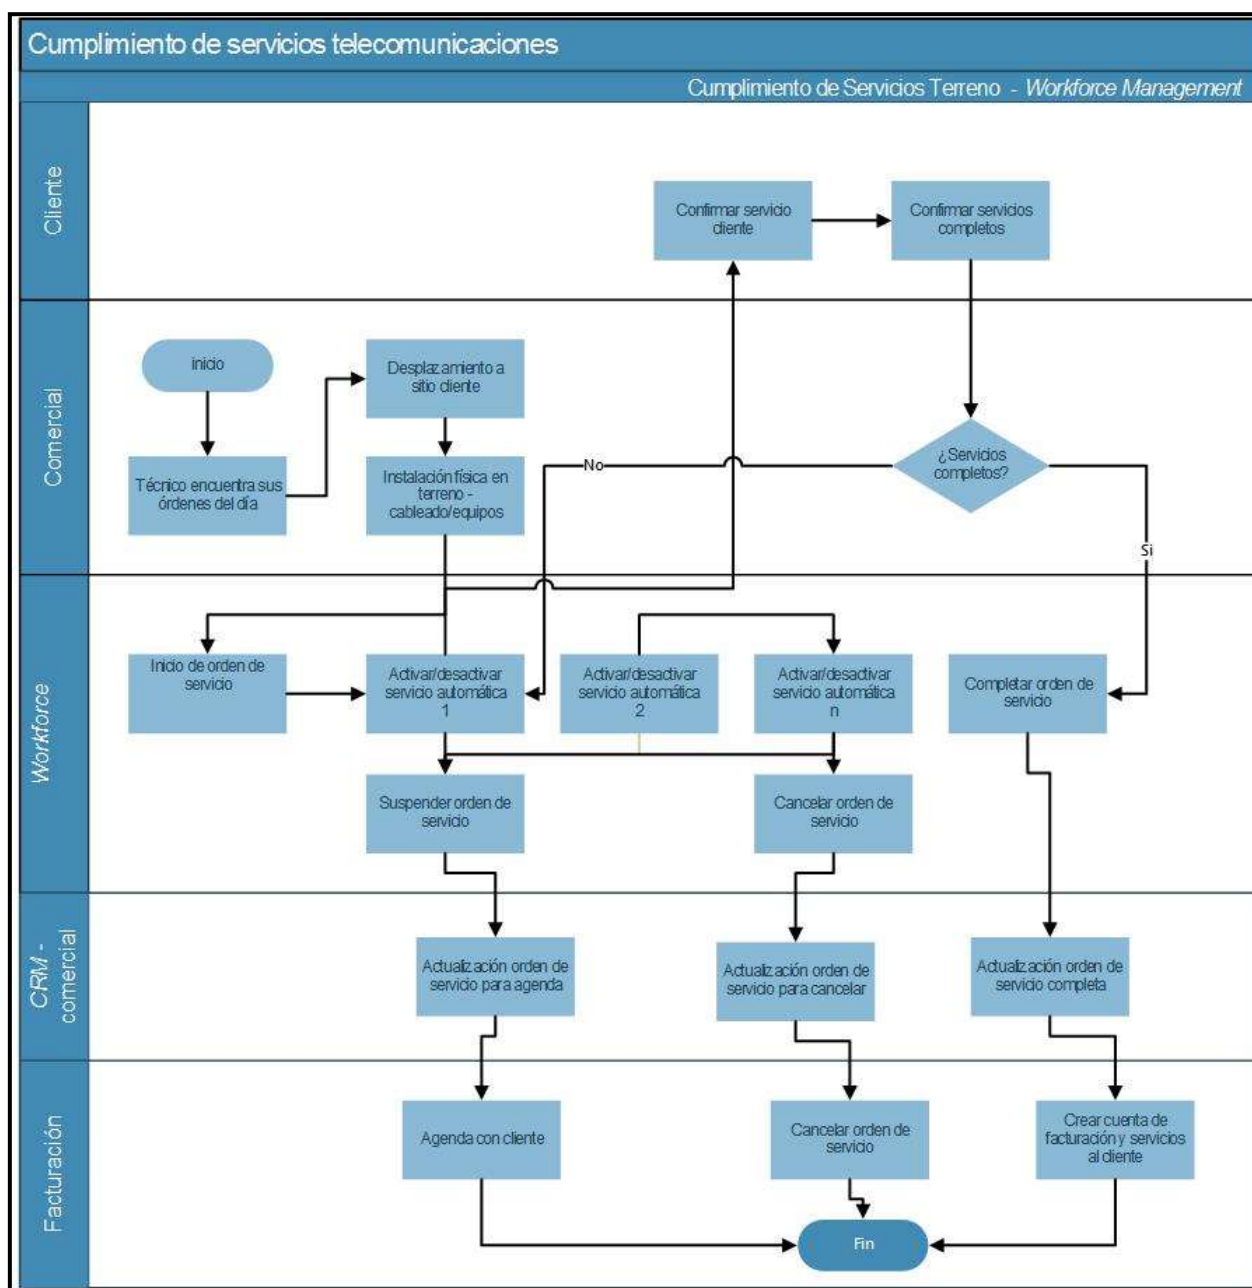 Cumplimiento de servicios telecomunicaciones
Cumplimiento de Servicios Terreno - Workforce Management
Cliente
Confirmar servicio
cliente
Confirmar servicios
completos
Comercial
inicio
Desplazamiento a
sitio cliente
Técnico encuentra sus
órdenes del día
Instalación física en
terreno -
cableado/equipos
No
¿Servicios
completos?
Si
Workforce
Inicio de orden de
servicio
Activar/desactivar
servicio automática
1
Activar/desactivar
servicio automática
2
Activar/desactivar
servicio automática
n
Completar orden de
servicio
Suspender orden de
servicio
Cancelar orden de
servicio
CRM -
comercial
Actualización orden de
servicio para agenda
Actualización orden de
servicio para cancelar
Actualización orden de
servicio completa
Facturación
Agenda con cliente
Cancelar orden de
servicio
Crear cuenta de
facturación y servicios
al cliente
Fin